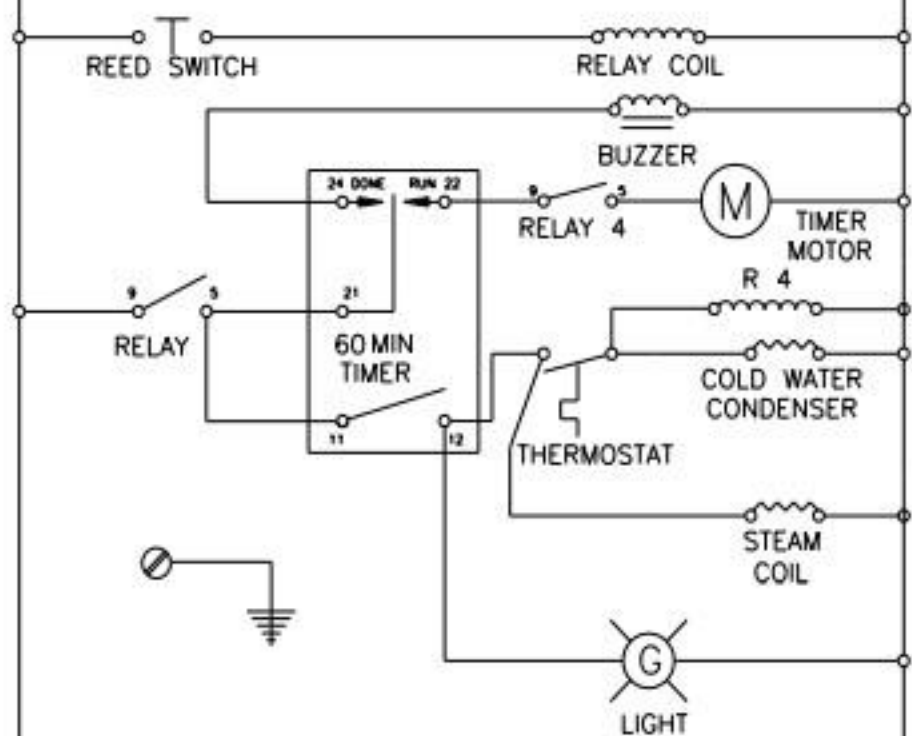 REED SWITCH
RELAY COIL
BUZZER
24 DONE RUN 22
9 5
RELAY 4
M
TIMER
MOTOR
R 4
9 5
RELAY
21
60 MIN
TIMER
COLD WATER
CONDENSER
11 12
THERMOSTAT
STEAM
COIL
G
LIGHT